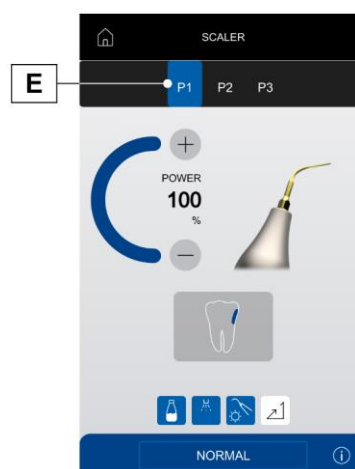 SCALER
E
P1 P2 P3
+
POWER
100
%
−
NORMAL
i